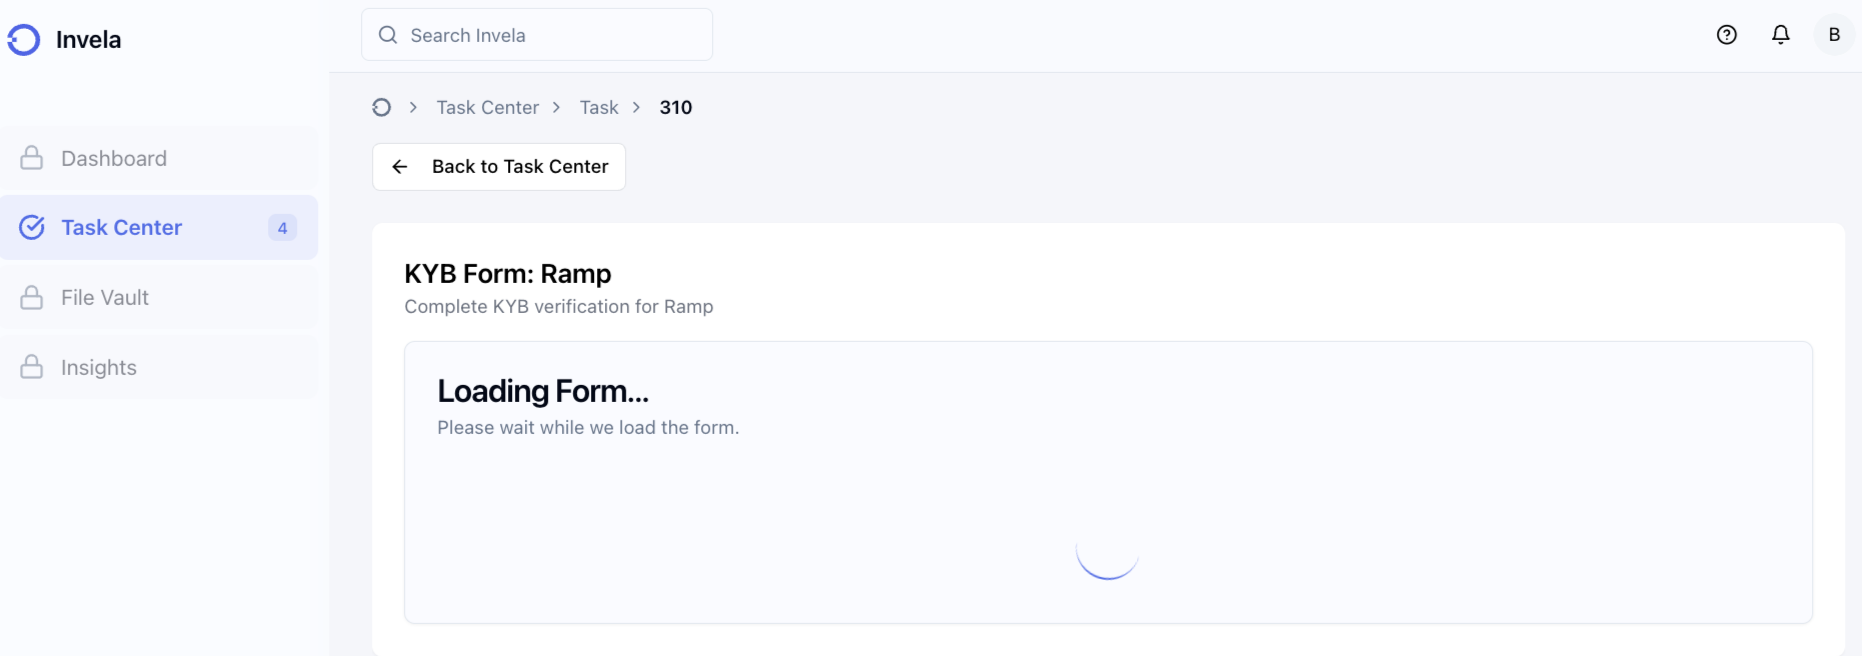 Invela
Search Invela
B
Task Center
Task
310
Back to Task Center
Dashboard
Task Center
4
File Vault
Insights
KYB Form: Ramp
Complete KYB verification for Ramp
Loading Form...
Please wait while we load the form.